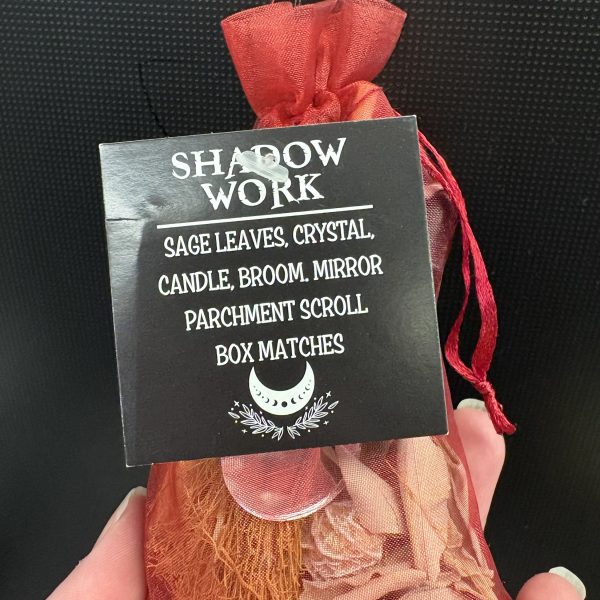 SHADOW
WORK
SAGE LEAVES, CRYSTAL,
CANDLE, BROOM. MIRROR
PARCHMENT SCROLL
BOX MATCHES